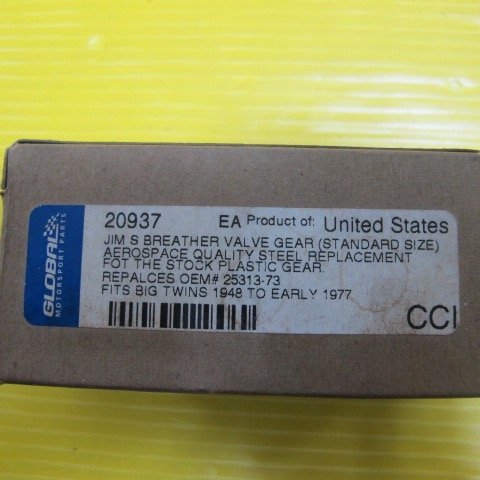 GLOBAL
MOTORSPORT PARTS
20937 EA Product of: United States
JIM S BREATHER VALVE GEAR (STANDARD SIZE)
AEROSPACE QUALITY STEEL REPLACEMENT
FOT THE STOCK PLASTIC GEAR.
REPALCES OEM# 25313-73
FITS BIG TWINS 1948 TO EARLY 1977
CCI